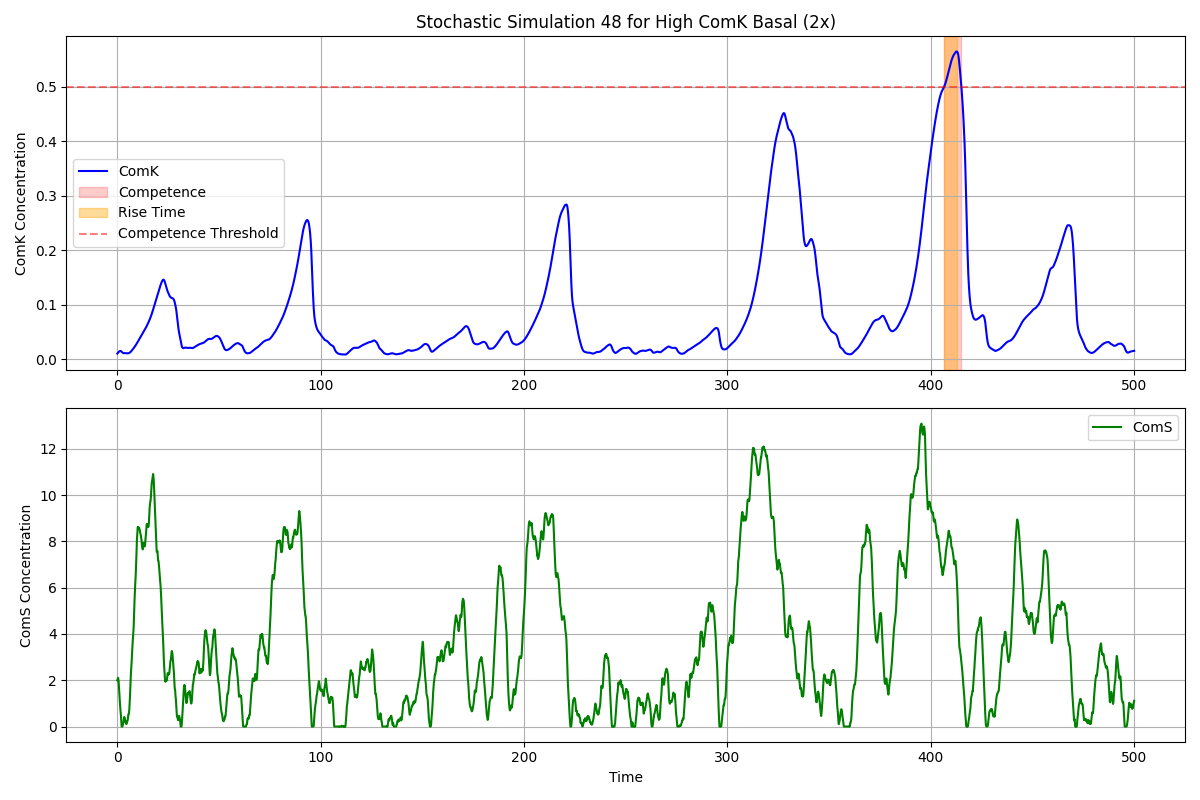 Stochastic Simulation 48 for High ComK Basal (2x)
ComK Concentration
0.5
0.4
0.3
0.2
0.1
0.0
ComK
Competence
Rise Time
Competence Threshold
0 100 200 300 400 500
ComS Concentration
12
10
8
6
4
2
0
ComS
0 100 200 300 400 500
Time